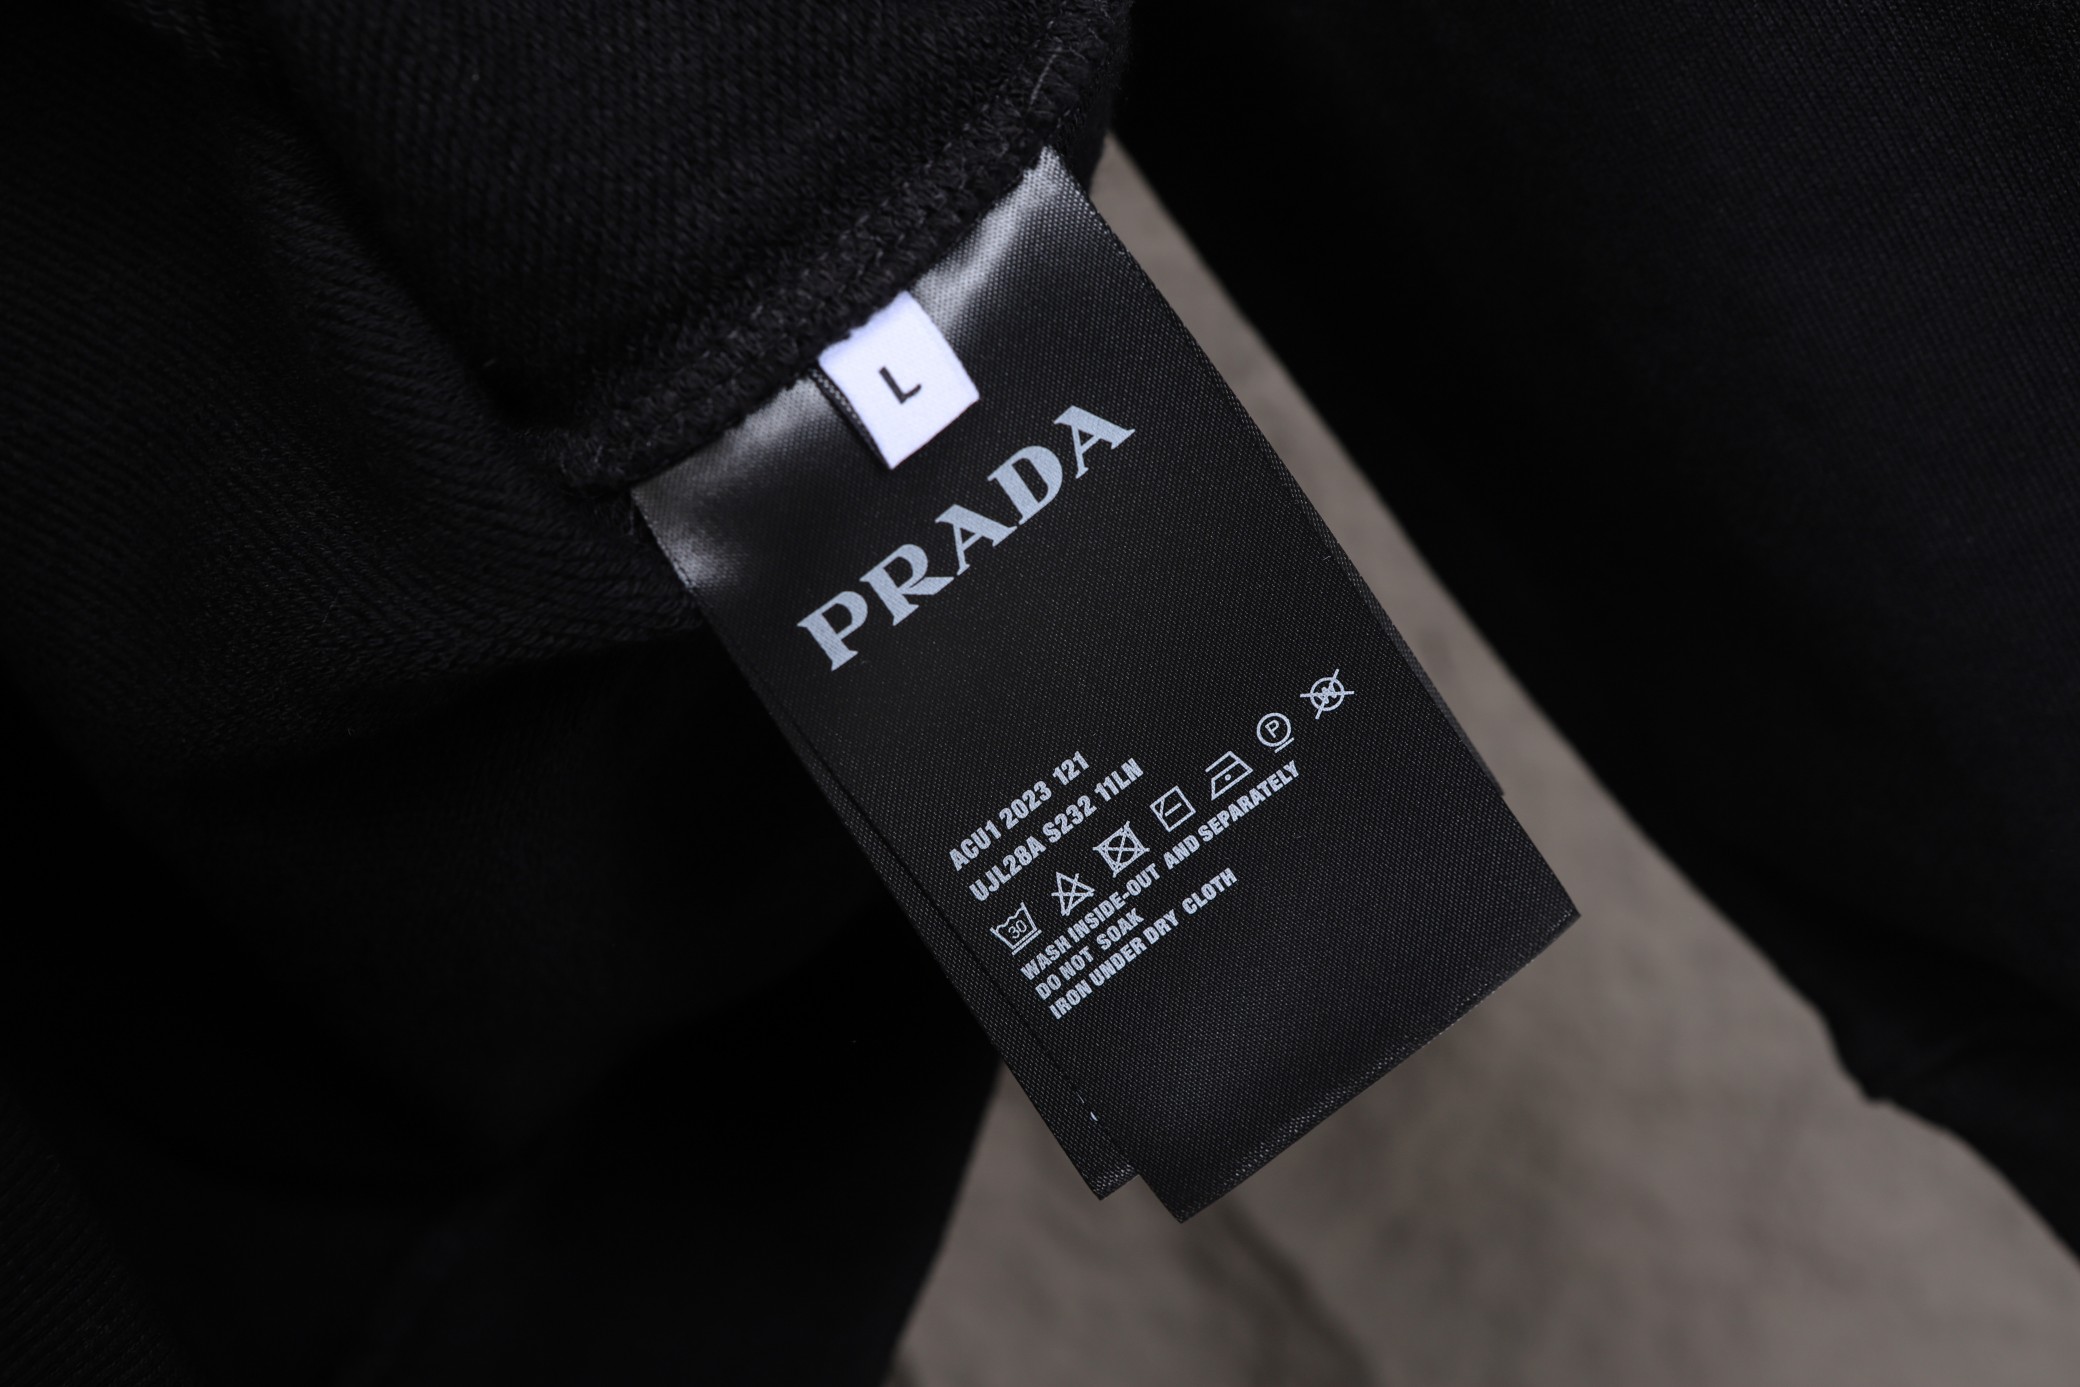 L
PRADA
ACU1 2023 121
UJL28A S232 11LN
30 P W
WASH INSIDE-OUT AND SEPARATELY
DO NOT SOAK
IRON UNDER DRY CLOTH